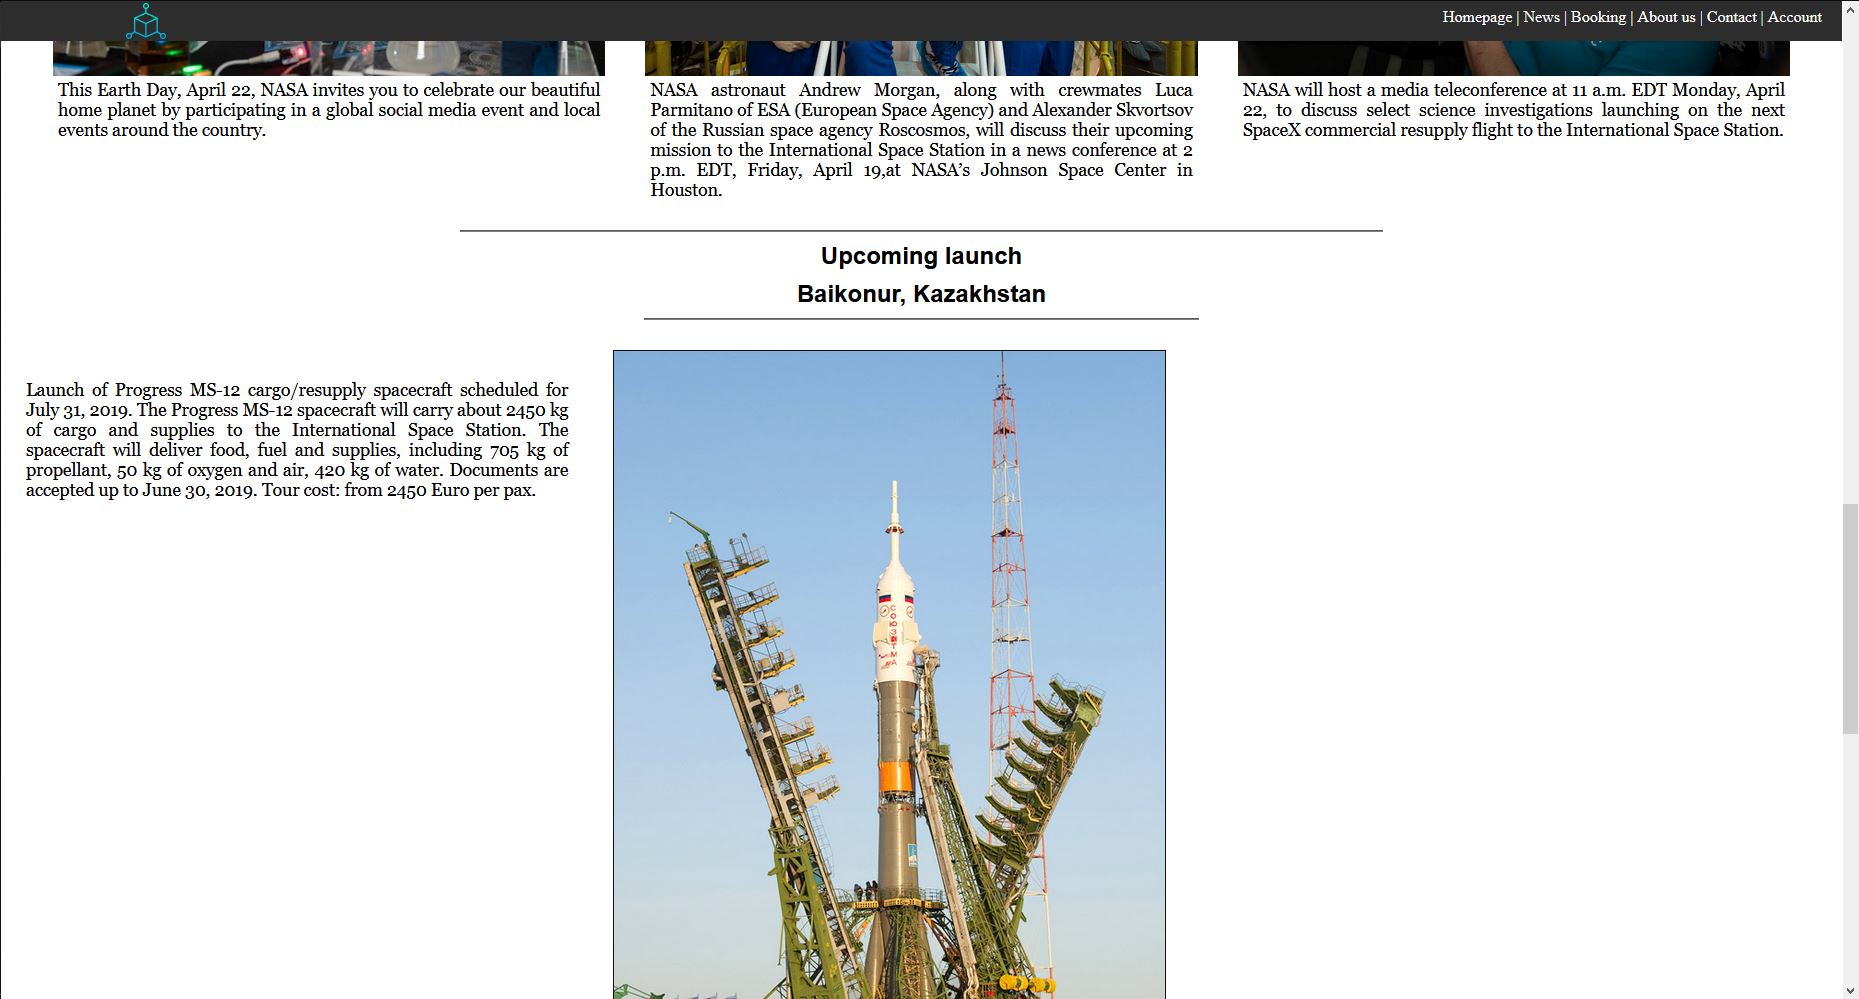 Homepage | News | Booking | About us | Contact | Account
This Earth Day, April 22, NASA invites you to celebrate our beautiful
home planet by participating in a global social media event and local
events around the country.
NASA astronaut Andrew Morgan, along with crewmates Luca
Parmitano of ESA (European Space Agency) and Alexander Skvortsov
of the Russian space agency Roscosmos, will discuss their upcoming
mission to the International Space Station in a news conference at 2
p.m. EDT, Friday, April 19,at NASA’s Johnson Space Center in
Houston.
NASA will host a media teleconference at 11 a.m. EDT Monday, April
22, to discuss select science investigations launching on the next
SpaceX commercial resupply flight to the International Space Station.
Upcoming launch
Baikonur, Kazakhstan
Launch of Progress MS-12 cargo/resupply spacecraft scheduled for
July 31, 2019. The Progress MS-12 spacecraft will carry about 2450 kg
of cargo and supplies to the International Space Station. The
spacecraft will deliver food, fuel and supplies, including 705 kg of
propellant, 50 kg of oxygen and air, 420 kg of water. Documents are
accepted up to June 30, 2019. Tour cost: from 2450 Euro per pax.
СОЮЗ ТМА